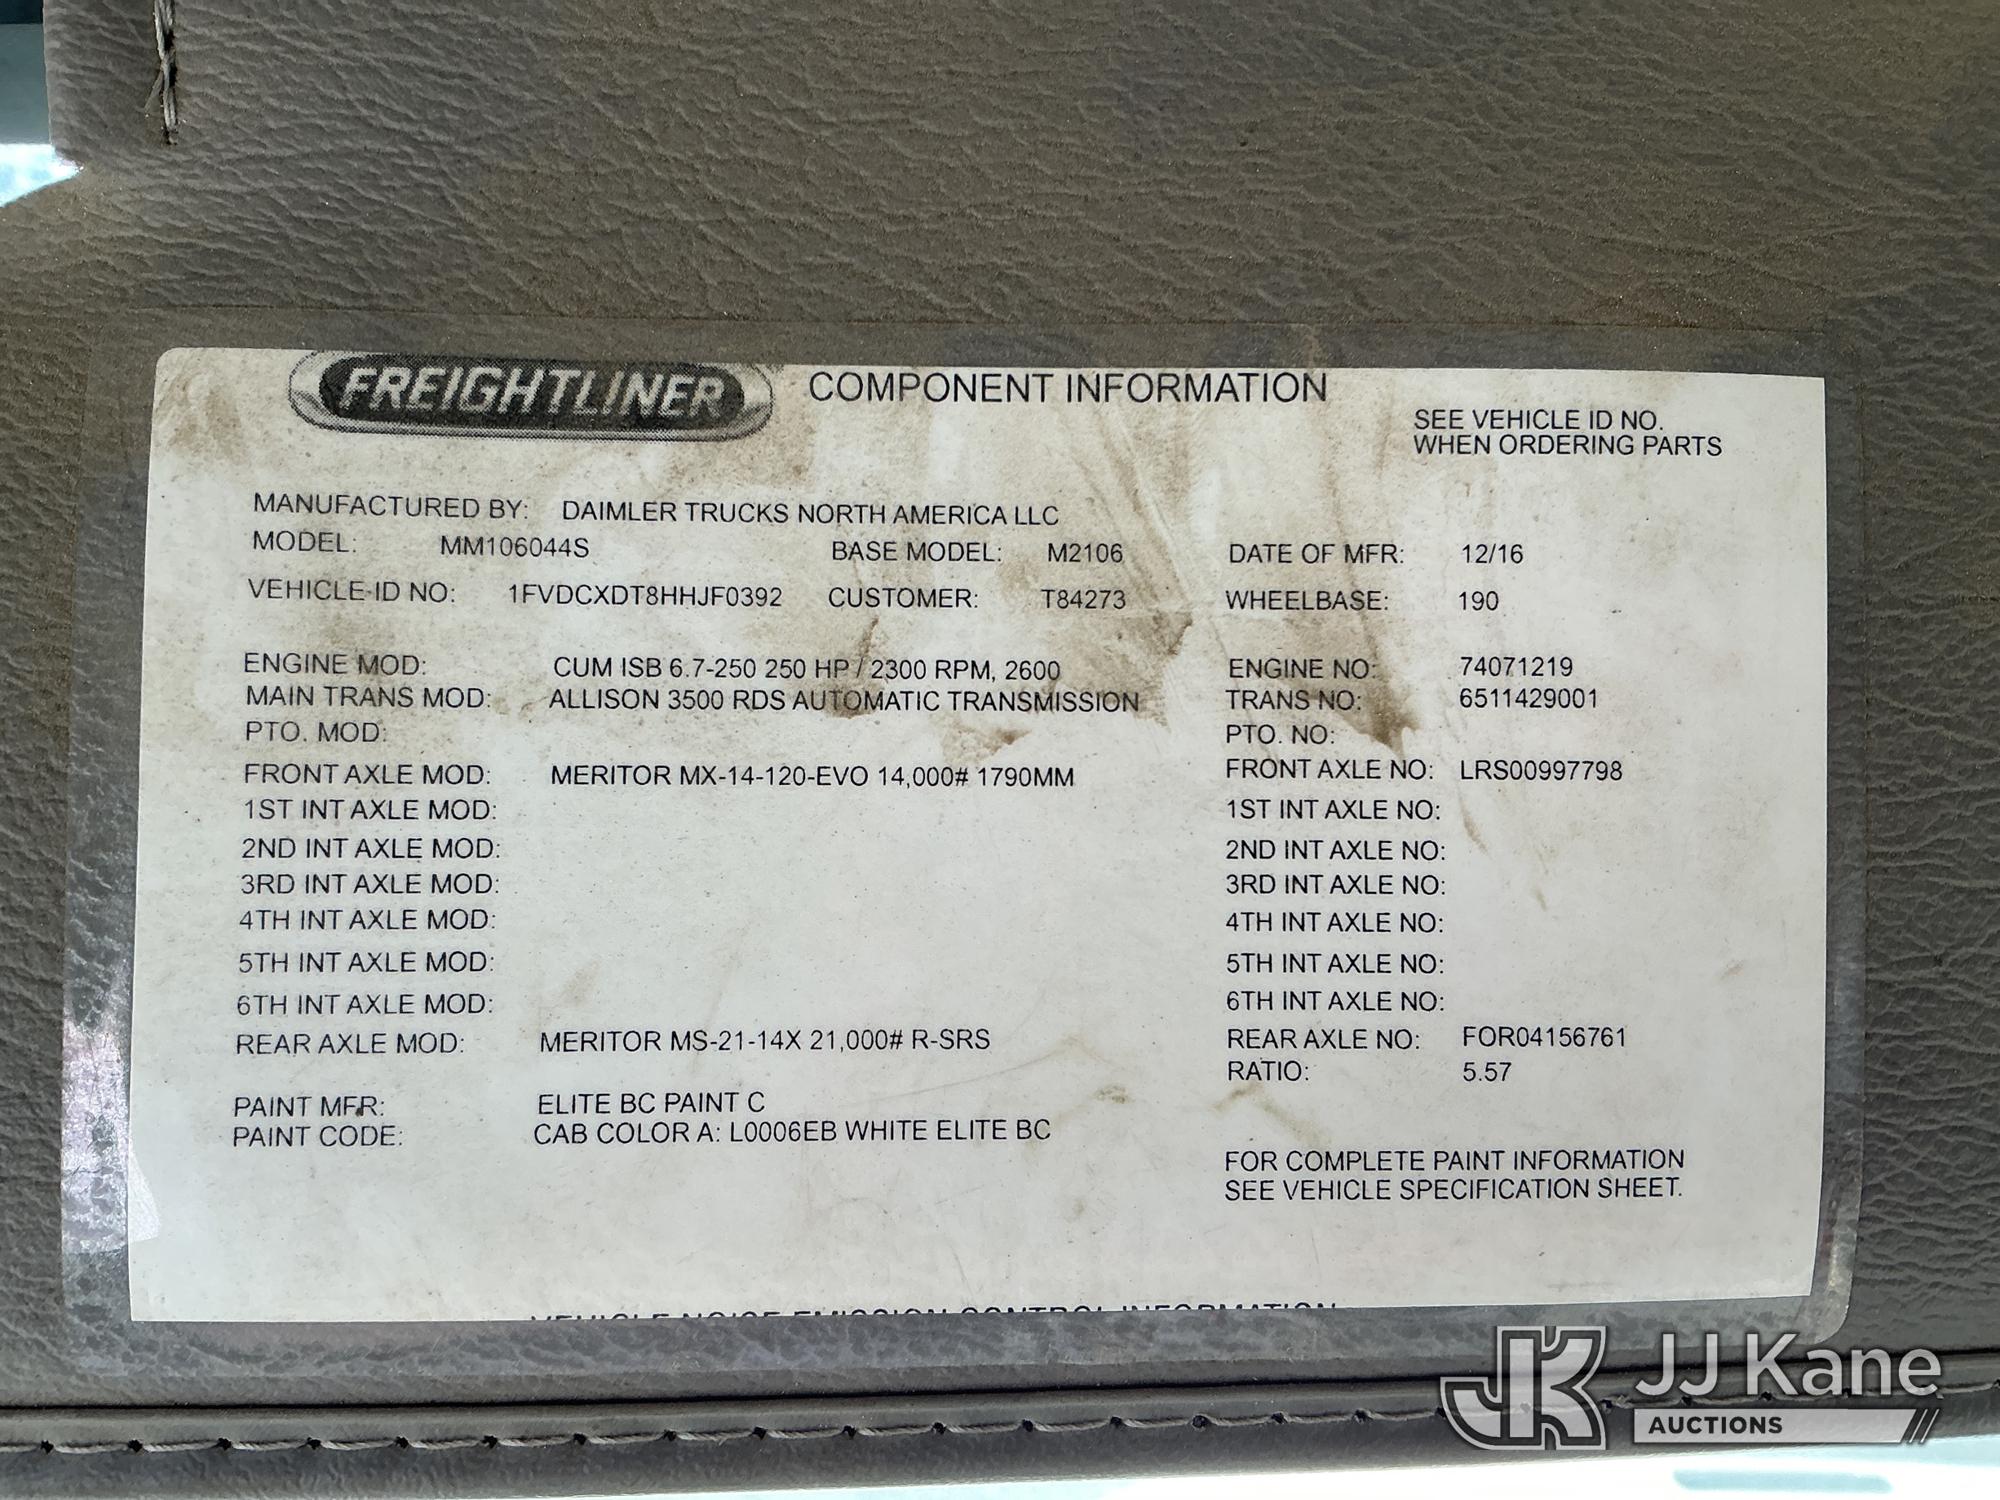 FREIGHTLINER COMPONENT INFORMATION
SEE VEHICLE ID NO.
WHEN ORDERING PARTS
MANUFACTURED BY: DAIMLER TRUCKS NORTH AMERICA LLC
MODEL: MM106044S BASE MODEL: M2106 DATE OF MFR: 12/16
VEHICLE ID NO: 1FVDCXDT8HHJF0392 CUSTOMER: T84273 WHEELBASE: 190
ENGINE MOD: CUM ISB 6.7-250 250 HP / 2300 RPM, 2600 ENGINE NO: 74071219
MAIN TRANS MOD: ALLISON 3500 RDS AUTOMATIC TRANSMISSION TRANS NO: 6511429001
PTO. MOD: PTO. NO:
FRONT AXLE MOD: MERITOR MX-14-120-EVO 14,000# 1790MM FRONT AXLE NO: LRS00997798
1ST INT AXLE MOD: 1ST INT AXLE NO:
2ND INT AXLE MOD: 2ND INT AXLE NO:
3RD INT AXLE MOD: 3RD INT AXLE NO:
4TH INT AXLE MOD: 4TH INT AXLE NO:
5TH INT AXLE MOD: 5TH INT AXLE NO:
6TH INT AXLE MOD: 6TH INT AXLE NO:
REAR AXLE MOD: MERITOR MS-21-14X 21,000# R-SRS REAR AXLE NO: FOR04156761
RATIO: 5.57
PAINT MFR: ELITE BC PAINT C
PAINT CODE: CAB COLOR A: L0006EB WHITE ELITE BC
FOR COMPLETE PAINT INFORMATION
SEE VEHICLE SPECIFICATION SHEET.
VEHICLE NOISE EMISSION CONTROL INFORMATION
JK JJ Kane
AUCTIONS